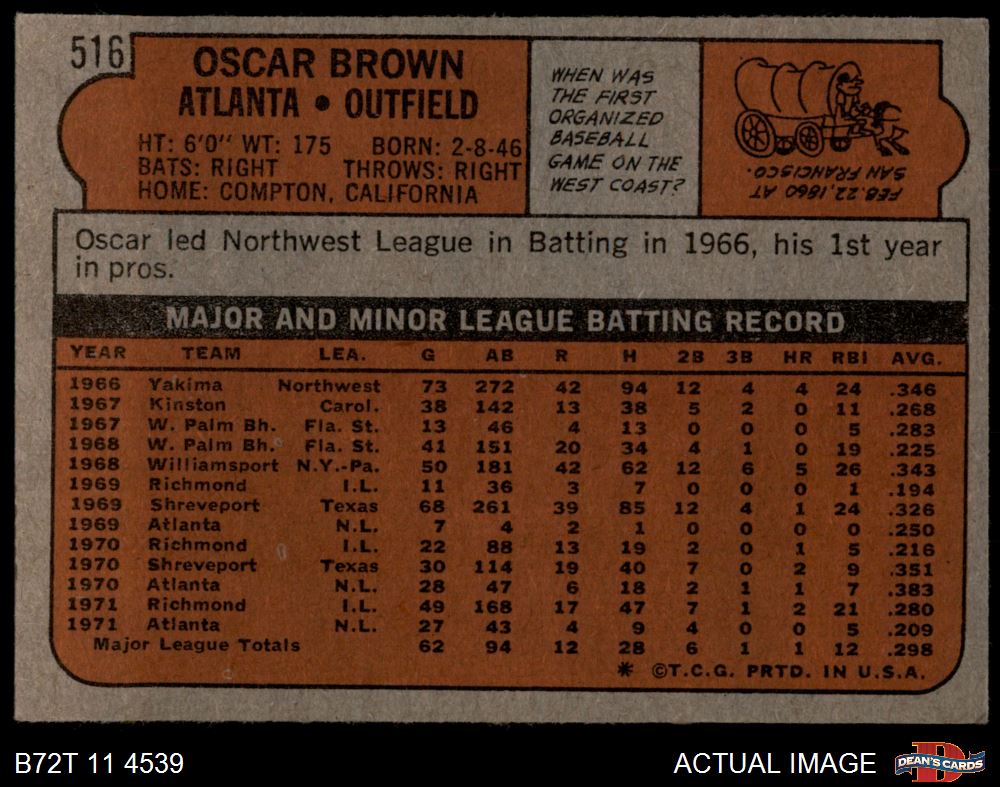 516
OSCAR BROWN
ATLANTA • OUTFIELD
HT: 6'0" WT: 175 BORN: 2-8-46
BATS: RIGHT THROWS: RIGHT
HOME: COMPTON, CALIFORNIA
WHEN WAS
THE FIRST
ORGANIZED
BASEBALL
GAME ON THE
WEST COAST?
FEB. 22, 1860 AT
SAN FRANCISCO.
Oscar led Northwest League in Batting in 1966, his 1st year
in pros.
MAJOR AND MINOR LEAGUE BATTING RECORD
YEAR TEAM LEA. G AB R H 2B 3B HR RBI AVG.
1966 Yakima Northwest 73 272 42 94 12 4 4 24 .346
1967 Kinston Carol. 38 142 13 38 5 2 0 11 .268
1967 W. Palm Bh. Fla. St. 13 46 4 13 0 0 0 5 .283
1968 W. Palm Bh. Fla. St. 41 151 20 34 4 1 0 19 .225
1968 Williamsport N.Y.-Pa. 50 181 42 62 12 6 5 26 .343
1969 Richmond I.L. 11 36 3 7 0 0 0 1 .194
1969 Shreveport Texas 68 261 39 85 12 4 1 24 .326
1969 Atlanta N.L. 7 4 2 1 0 0 0 0 .250
1970 Richmond I.L. 22 88 13 19 2 0 1 5 .216
1970 Shreveport Texas 30 114 19 40 7 0 2 9 .351
1970 Atlanta N.L. 28 47 6 18 2 1 1 7 .383
1971 Richmond I.L. 49 168 17 47 7 1 2 21 .280
1971 Atlanta N.L. 27 43 4 9 4 0 0 5 .209
Major League Totals 62 94 12 28 6 1 1 12 .298
* ©T.C.G. PRTD. IN U.S.A.
B72T 11 4539
ACTUAL IMAGE
DEAN'S CARDS